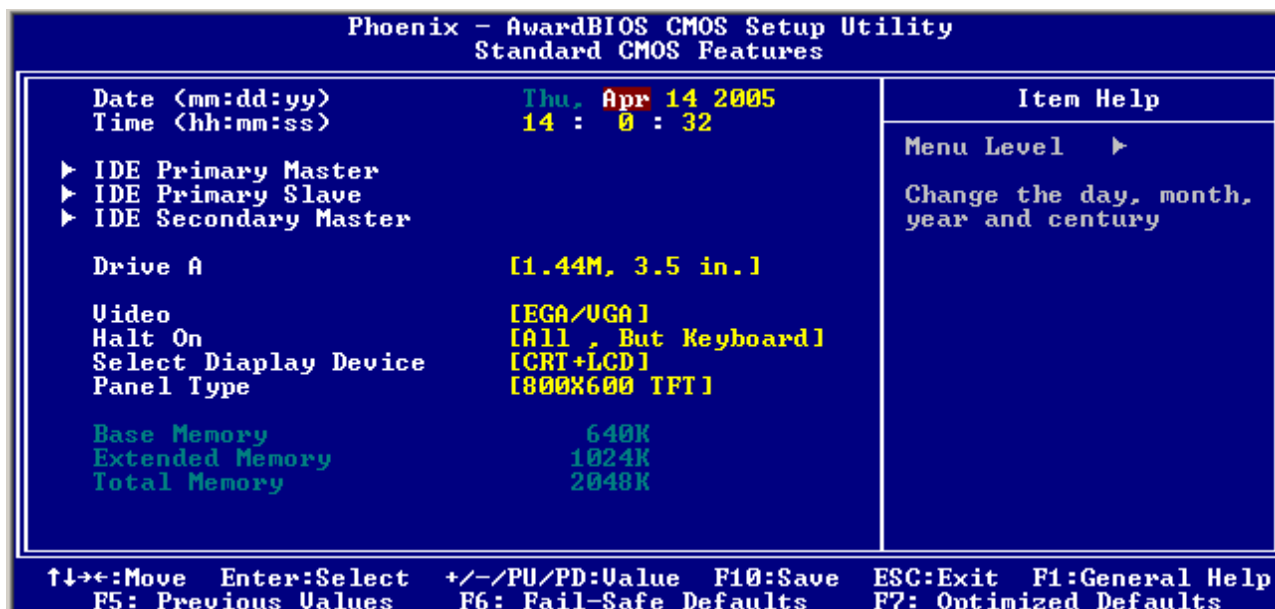 Phoenix - AwardBIOS CMOS Setup Utility
Standard CMOS Features
Date (mm:dd:yy) Thu, Apr 14 2005
Time (hh:mm:ss) 14 : 0 : 32
► IDE Primary Master
► IDE Primary Slave
► IDE Secondary Master
Drive A [1.44M, 3.5 in.]
Video [EGA/VGA]
Halt On [All , But Keyboard]
Select Diaplay Device [CRT+LCD]
Panel Type [800X600 TFT]
Base Memory 640K
Extended Memory 1024K
Total Memory 2048K
Item Help
Menu Level ►
Change the day, month,
year and century
↑↓→←:Move Enter:Select +/-/PU/PD:Value F10:Save ESC:Exit F1:General Help
F5: Previous Values F6: Fail-Safe Defaults F7: Optimized Defaults